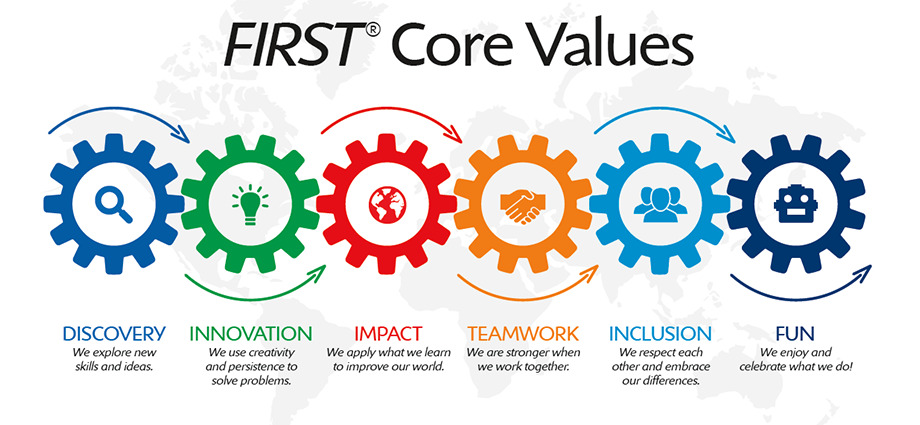 FIRST® Core Values
DISCOVERY
We explore new
skills and ideas.
INNOVATION
We use creativity
and persistence to
solve problems.
IMPACT
We apply what we learn
to improve our world.
TEAMWORK
We are stronger when
we work together.
INCLUSION
We respect each
other and embrace
our differences.
FUN
We enjoy and
celebrate what we do!